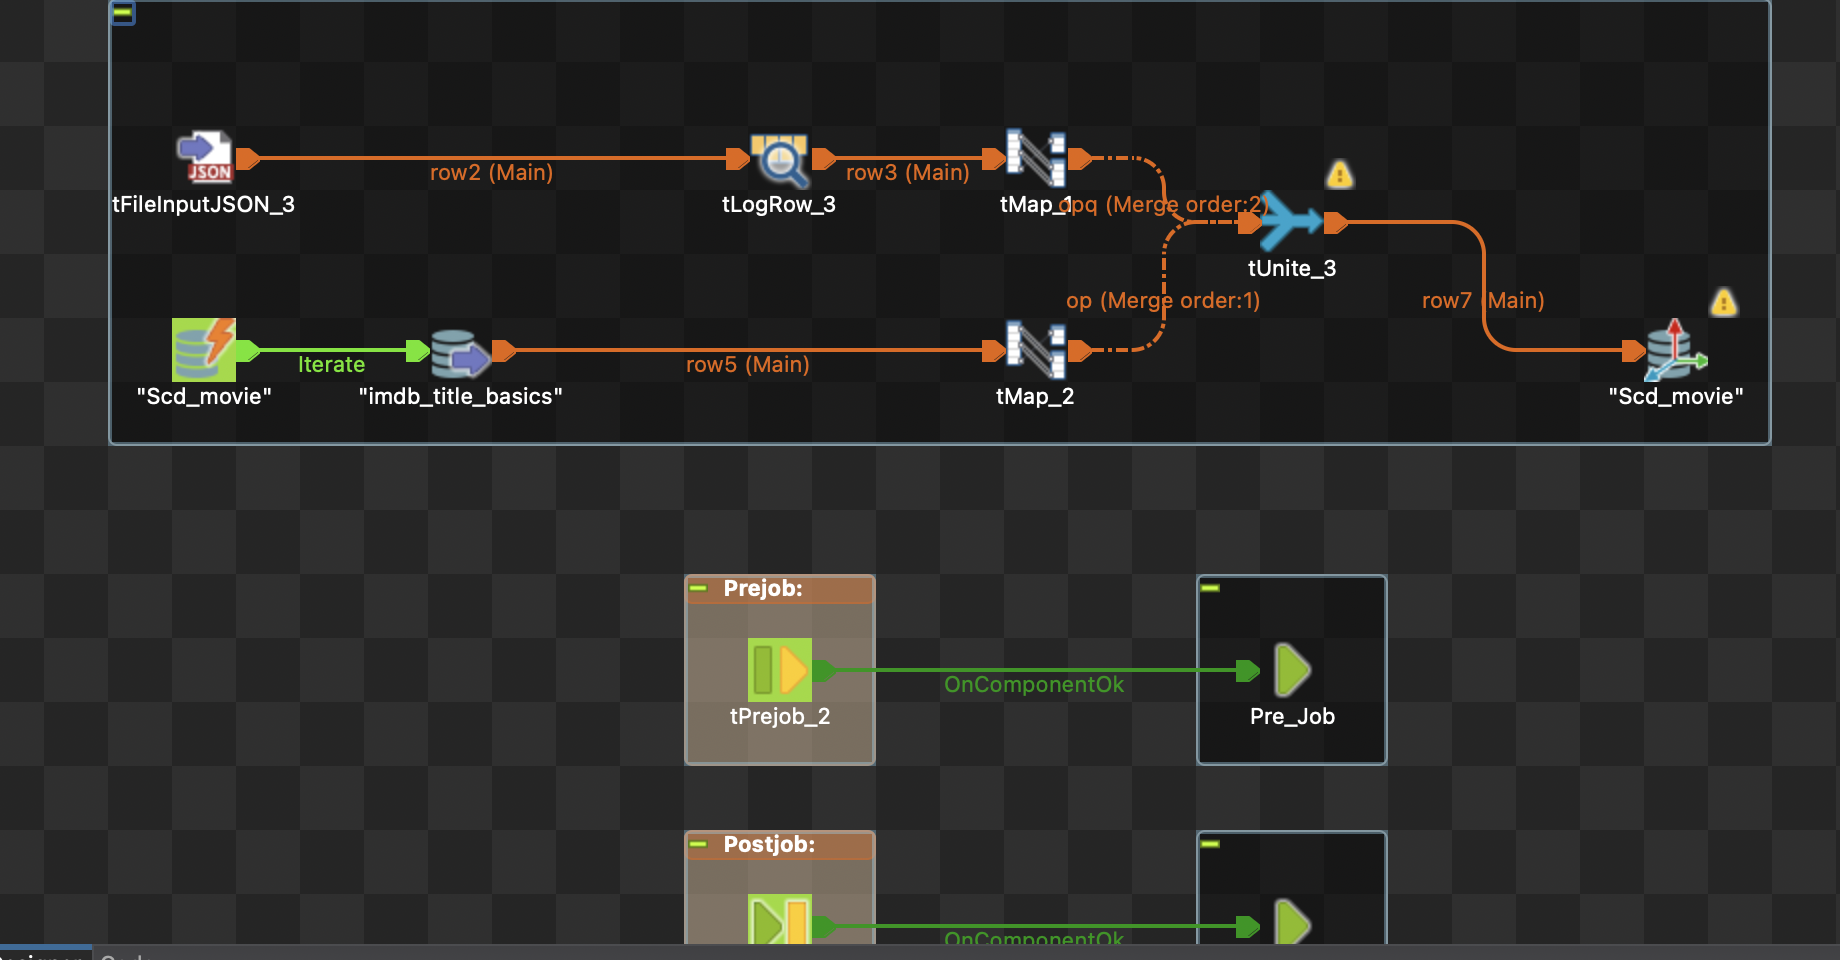 JSON
row2 (Main)
row3 (Main)
tFileInputJSON_3
tLogRow_3
tMap_1
opq (Merge order:2)
tUnite_3
op (Merge order:1)
row7 (Main)
Iterate
row5 (Main)
"Scd_movie"
"imdb_title_basics"
tMap_2
"Scd_movie"
Prejob:
OnComponentOk
tPrejob_2
Pre_Job
Postjob:
OnComponentOk